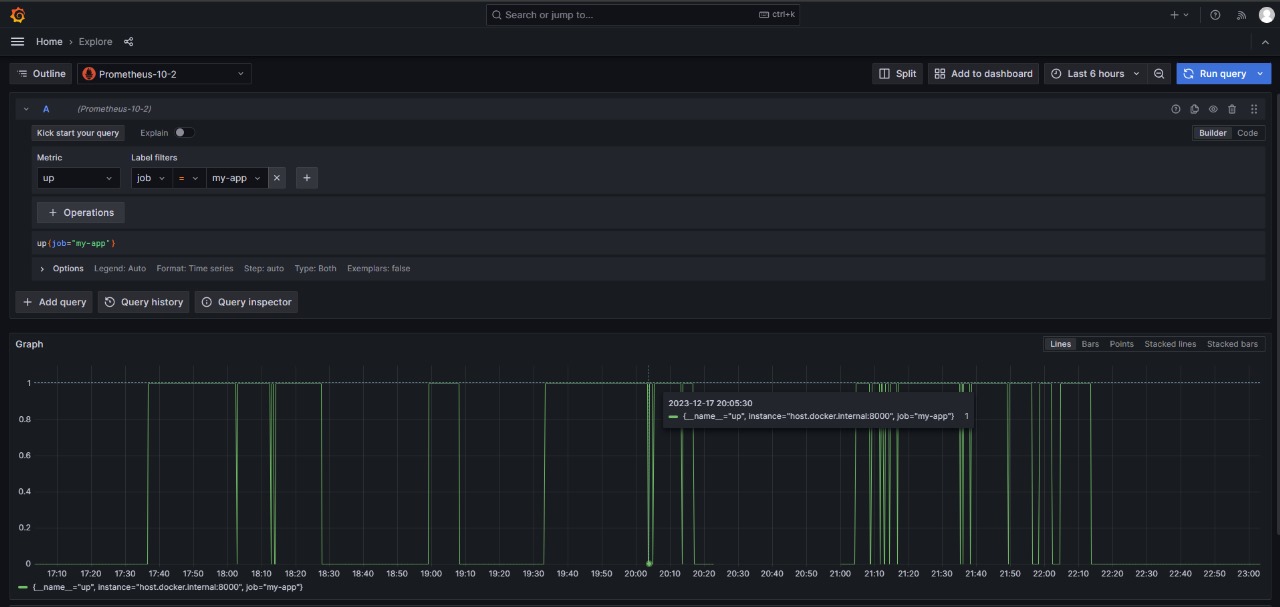 Search or jump to...
ctrl+k
Home › Explore
Outline
Prometheus-10-2
Split
Add to dashboard
Last 6 hours
Run query
A
(Prometheus-10-2)
Kick start your query
Explain
Builder
Code
Metric
Label filters
up
job
=
my-app
+ Operations
up{job="my-app"}
Options
Legend: Auto
Format: Time series
Step: auto
Type: Both
Exemplars: false
+ Add query
Query history
Query inspector
Graph
Lines
Bars
Points
Stacked lines
Stacked bars
1
0.8
0.6
0.4
0.2
0
2023-12-17 20:05:30
{__name__="up", instance="host.docker.internal:8000", job="my-app"} 1
17:10 17:20 17:30 17:40 17:50 18:00 18:10 18:20 18:30 18:40 18:50 19:00 19:10 19:20 19:30 19:40 19:50 20:00 20:10 20:20 20:30 20:40 20:50 21:00 21:10 21:20 21:30 21:40 21:50 22:00 22:10 22:20 22:30 22:40 22:50 23:00
{__name__="up", instance="host.docker.internal:8000", job="my-app"}